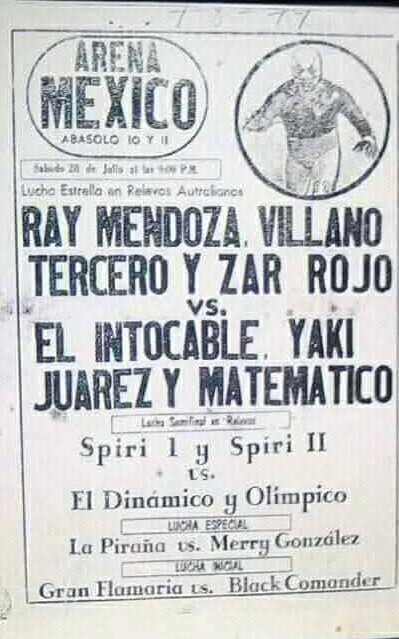 ARENA
MEXICO
ABASOLO 10 Y 11
Sabado 28 de Julio at las 9:00 P.M.
Lucha Estrella en Relevos Autralianos
RAY MENDOZA, VILLANO
TERCERO Y ZAR ROJO
vs.
EL INTOCABLE, YAKI
JUAREZ Y MATEMATICO
Lucha Semifinal en Relevos
Spiri I y Spiri II
vs.
El Dinámico y Olímpico
LUCHA ESPECIAL
La Piraña vs. Merry González
LUCHA INICIAL
Gran Flamaria vs. Black Comander